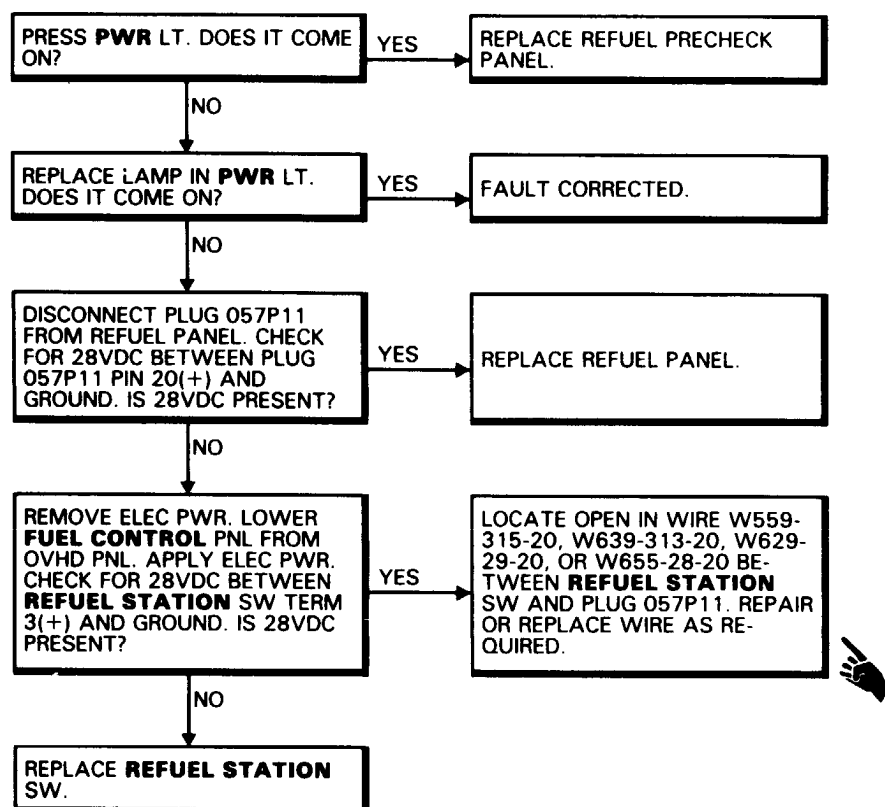 PRESS PWR LT. DOES IT COME
ON?
YES
REPLACE REFUEL PRECHECK
PANEL.
NO
REPLACE LAMP IN PWR LT.
DOES IT COME ON?
YES
FAULT CORRECTED.
NO
DISCONNECT PLUG 057P11
FROM REFUEL PANEL. CHECK
FOR 28VDC BETWEEN PLUG
057P11 PIN 20(+) AND
GROUND. IS 28VDC PRESENT?
YES
REPLACE REFUEL PANEL.
NO
REMOVE ELEC PWR. LOWER
FUEL CONTROL PNL FROM
OVHD PNL. APPLY ELEC PWR.
CHECK FOR 28VDC BETWEEN
REFUEL STATION SW TERM
3(+) AND GROUND. IS 28VDC
PRESENT?
YES
LOCATE OPEN IN WIRE W559-
315-20, W639-313-20, W629-
29-20, OR W655-28-20 BE-
TWEEN REFUEL STATION
SW AND PLUG 057P11. REPAIR
OR REPLACE WIRE AS RE-
QUIRED.
NO
REPLACE REFUEL STATION
SW.